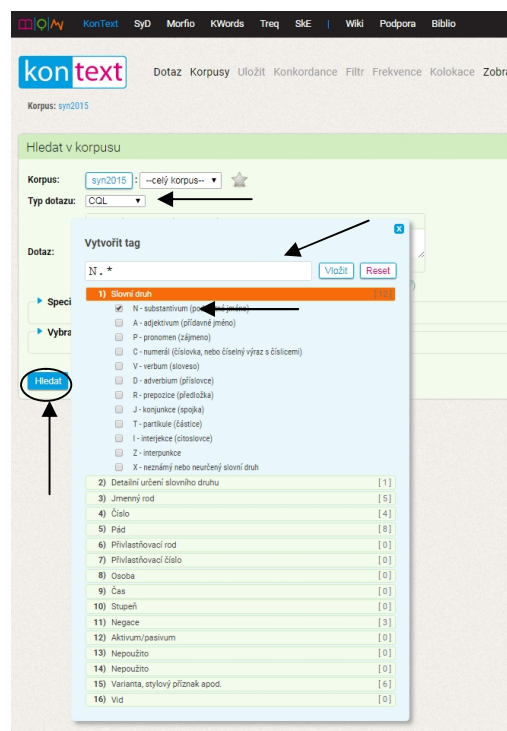 KonText SyD Morfio KWords Treq SkE | Wiki Podpora Biblio
kontext
Dotaz Korpusy Uložit Konkordance Filtr Frekvence Kolokace
Korpus: syn2015
Hledat v korpusu
Korpus: syn2015 : --celý korpus--
Typ dotazu: CQL
Dotaz:
Vytvořit tag
x
N.* Vložit Reset
1) Slovní druh [12]
Speci
N - substantivum (podstatné jméno)
A - adjektivum (přídavné jméno)
P - pronomen (zájmeno)
Vybra
C - numerál (číslovka, nebo číselný výraz s číslicemi)
V - verbum (sloveso)
Hledat
D - adverbium (příslovce)
R - prepozice (předložka)
J - konjunkce (spojka)
T - partikule (částice)
I - interjekce (citoslovce)
Z - interpunkce
X - neznámý nebo neurčený slovní druh
2) Detailní určení slovního druhu [1]
3) Jmenný rod [5]
4) Číslo [4]
5) Pád [8]
6) Přivlastňovací rod [0]
7) Přivlastňovací číslo [0]
8) Osoba [0]
9) Čas [0]
10) Stupeň [0]
11) Negace [3]
12) Aktivum/pasivum [0]
13) Nepoužito [0]
14) Nepoužito [0]
15) Varianta, stylový příznak apod. [6]
16) Vid [0]